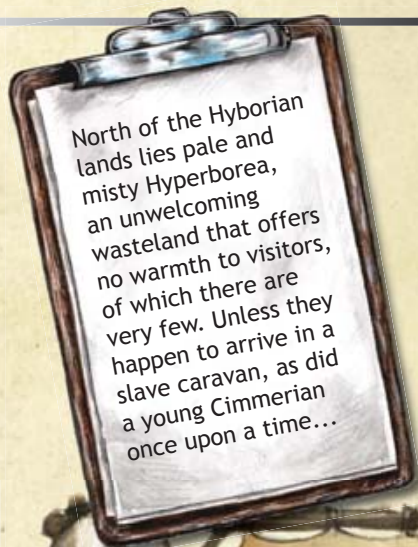 North of the Hyborian
lands lies pale and
misty Hyperborea,
an unwelcoming
wasteland that offers
no warmth to visitors,
of which there are
very few. Unless they
happen to arrive in a
slave caravan, as did
a young Cimmerian
once upon a time...